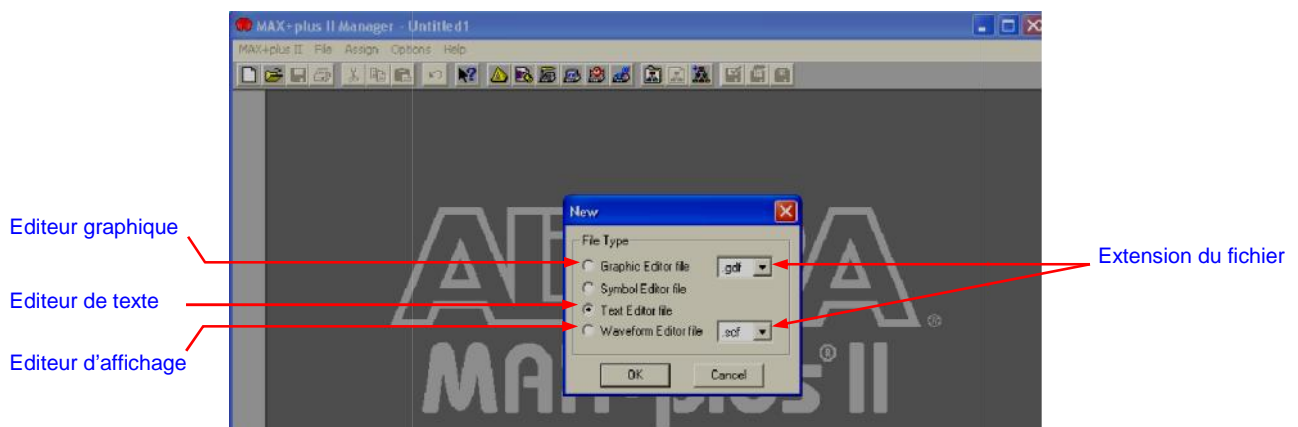 MAX+plus II Manager - Untitled1
MAX+plus II File Assign Options Help
New
File Type
Editeur graphique
Graphic Editor file .gdf
Extension du fichier
Symbol Editor file
Editeur de texte
Text Editor file
Editeur d’affichage
Waveform Editor file .scf
OK Cancel
MAX+plus® II
®